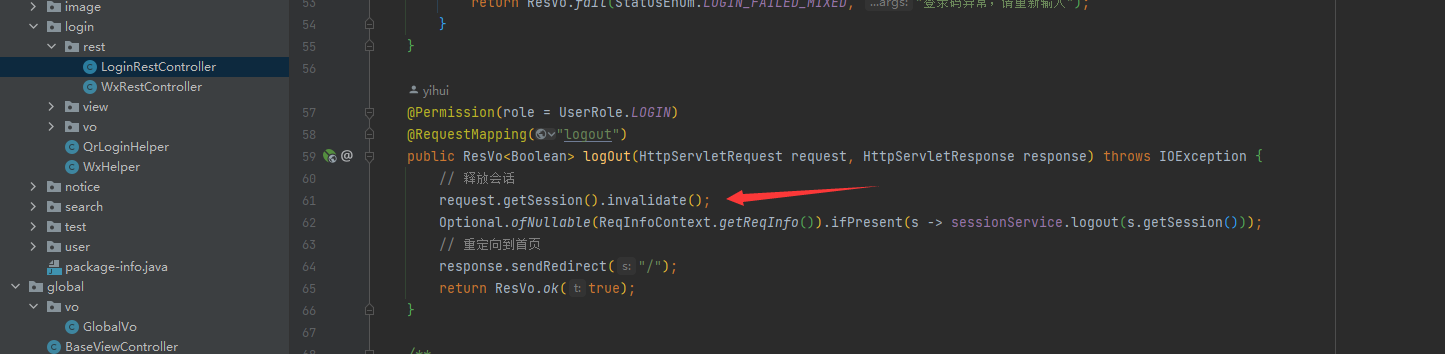 image
login
rest
LoginRestController
WxRestController
view
vo
QrLoginHelper
WxHelper
notice
search
test
user
package-info.java
global
vo
GlobalVo
BaseViewController
53 return ResVo.fail(StatusEnum.LOGIN_FAILED_MIXED, ...args: "登录码异常，请重新输入");
54 }
55 }
56
yihui
57 @Permission(role = UserRole.LOGIN)
58 @RequestMapping("logout")
59 @ public ResVo<Boolean> logOut(HttpServletRequest request, HttpServletResponse response) throws IOException {
60 // 释放会话
61 request.getSession().invalidate();
62 Optional.ofNullable(ReqInfoContext.getReqInfo()).ifPresent(s -> sessionService.logout(s.getSession()));
63 // 重定向到首页
64 response.sendRedirect( s: "/");
65 return ResVo.ok( t: true);
66 }
67
/**